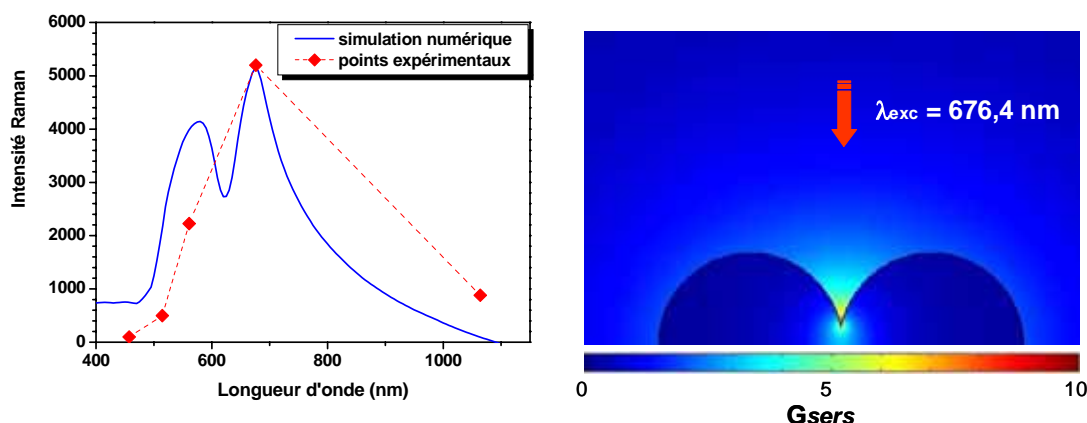 6000
5000
4000
3000
2000
1000
0
Intensité Raman
simulation numérique
points expérimentaux
400 600 800 1000
Longueur d'onde (nm)
λexc = 676,4 nm
0 5 10
Gsers